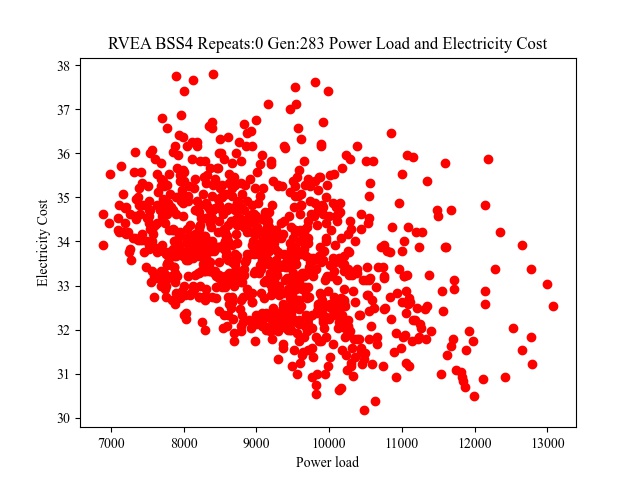 RVEA BSS4 Repeats:0 Gen:283 Power Load and Electricity Cost
38
37
36
35
34
33
32
31
30
Electricity Cost
7000 8000 9000 10000 11000 12000 13000
Power load